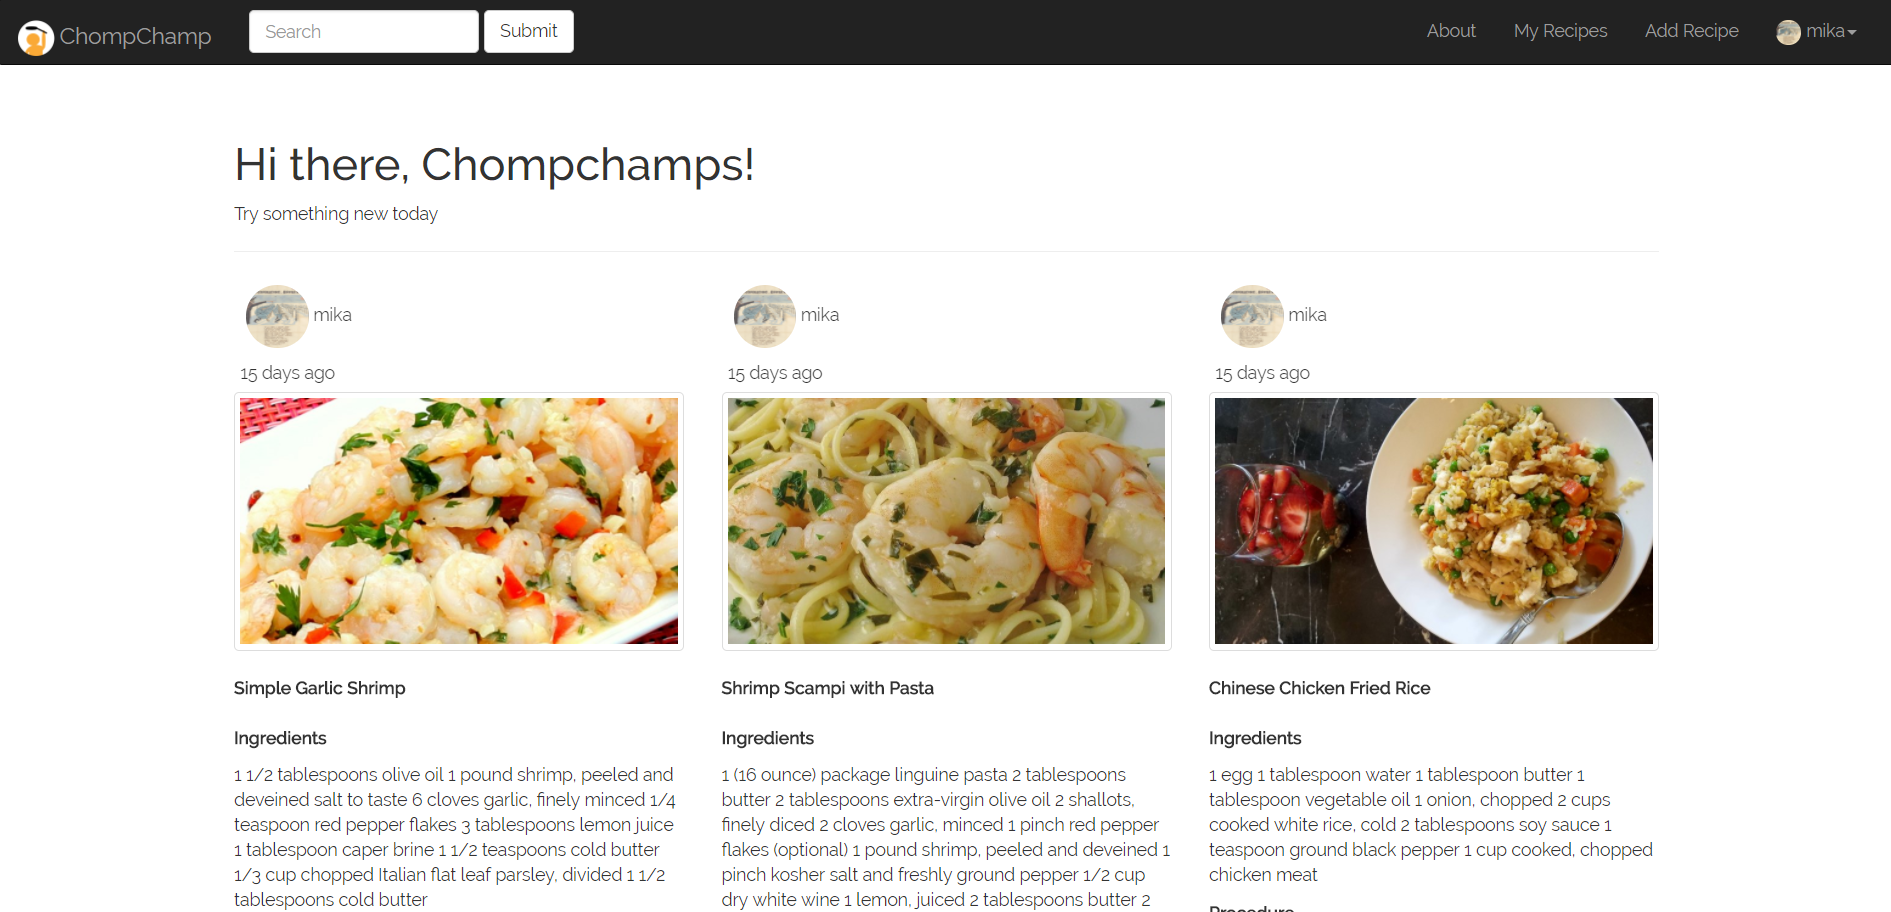 ChompChamp
Search
Submit
About
My Recipes
Add Recipe
mika
Hi there, Chompchamps!
Try something new today
mika
15 days ago
Simple Garlic Shrimp
Ingredients
1 1/2 tablespoons olive oil 1 pound shrimp, peeled and
deveined salt to taste 6 cloves garlic, finely minced 1/4
teaspoon red pepper flakes 3 tablespoons lemon juice
1 tablespoon caper brine 1 1/2 teaspoons cold butter
1/3 cup chopped Italian flat leaf parsley, divided 1 1/2
tablespoons cold butter
mika
15 days ago
Shrimp Scampi with Pasta
Ingredients
1 (16 ounce) package linguine pasta 2 tablespoons
butter 2 tablespoons extra-virgin olive oil 2 shallots,
finely diced 2 cloves garlic, minced 1 pinch red pepper
flakes (optional) 1 pound shrimp, peeled and deveined 1
pinch kosher salt and freshly ground pepper 1/2 cup
dry white wine 1 lemon, juiced 2 tablespoons butter 2
mika
15 days ago
Chinese Chicken Fried Rice
Ingredients
1 egg 1 tablespoon water 1 tablespoon butter 1
tablespoon vegetable oil 1 onion, chopped 2 cups
cooked white rice, cold 2 tablespoons soy sauce 1
teaspoon ground black pepper 1 cup cooked, chopped
chicken meat
Procedure